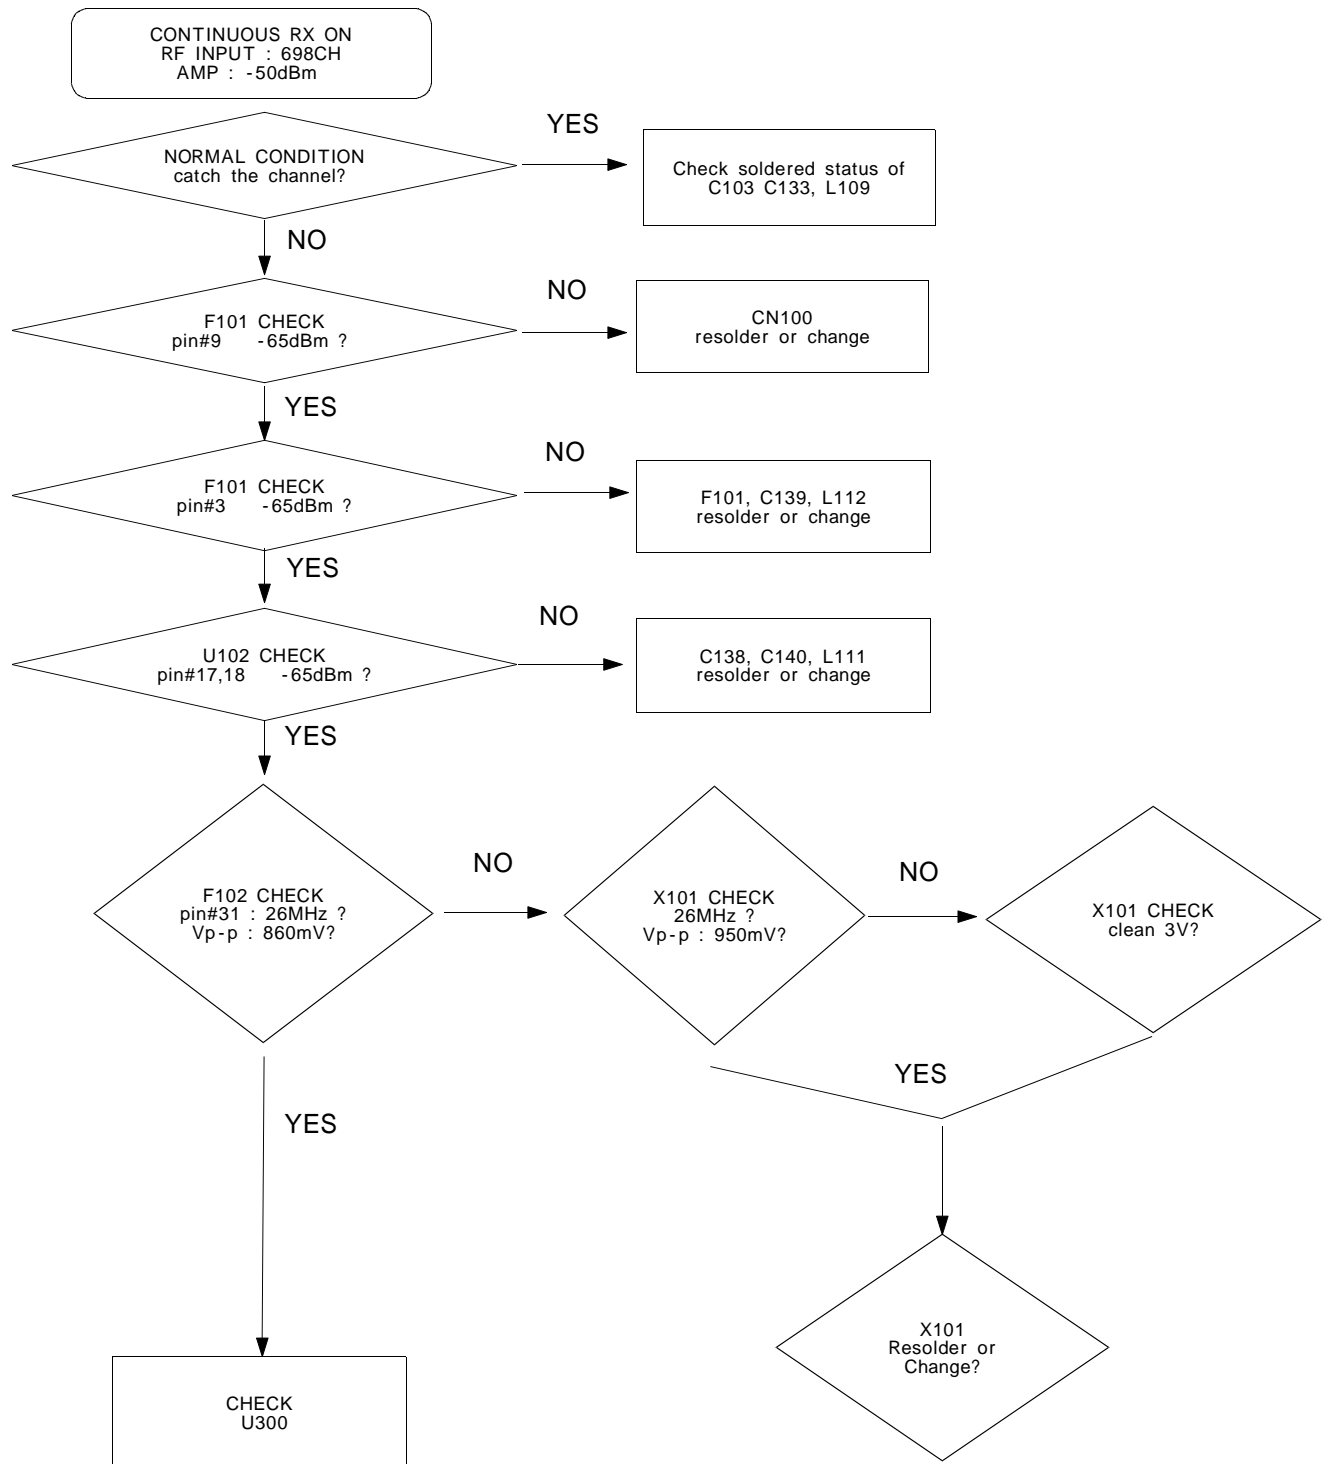 CONTINUOUS RX ON
RF INPUT : 698CH
AMP : -50dBm
NORMAL CONDITION
catch the channel?
YES
Check soldered status of
C103 C133, L109
NO
F101 CHECK
pin#9 -65dBm ?
NO
CN100
resolder or change
YES
F101 CHECK
pin#3 -65dBm ?
NO
F101, C139, L112
resolder or change
YES
U102 CHECK
pin#17,18 -65dBm ?
NO
C138, C140, L111
resolder or change
YES
F102 CHECK
pin#31 : 26MHz ?
Vp-p : 860mV?
NO
X101 CHECK
26MHz ?
Vp-p : 950mV?
NO
X101 CHECK
clean 3V?
YES
YES
X101
Resolder or
Change?
CHECK
U300